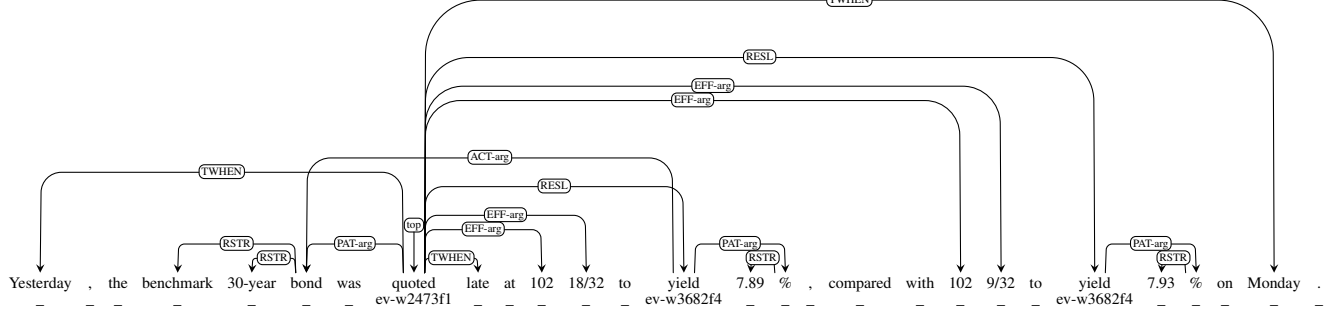 TWHEN
RESL
EFF-arg
EFF-arg
ACT-arg
TWHEN
RESL
EFF-arg
top
EFF-arg
RSTR PAT-arg PAT-arg PAT-arg
RSTR TWHEN RSTR RSTR
Yesterday , the benchmark 30-year bond was quoted late at 102 18/32 to yield 7.89 % , compared with 102 9/32 to yield 7.93 % on Monday .
_ _ _ _ _ _ _ ev-w2473f1 _ _ _ _ _ ev-w3682f4 _ _ _ _ _ _ _ _ ev-w3682f4 _ _ _ _ _